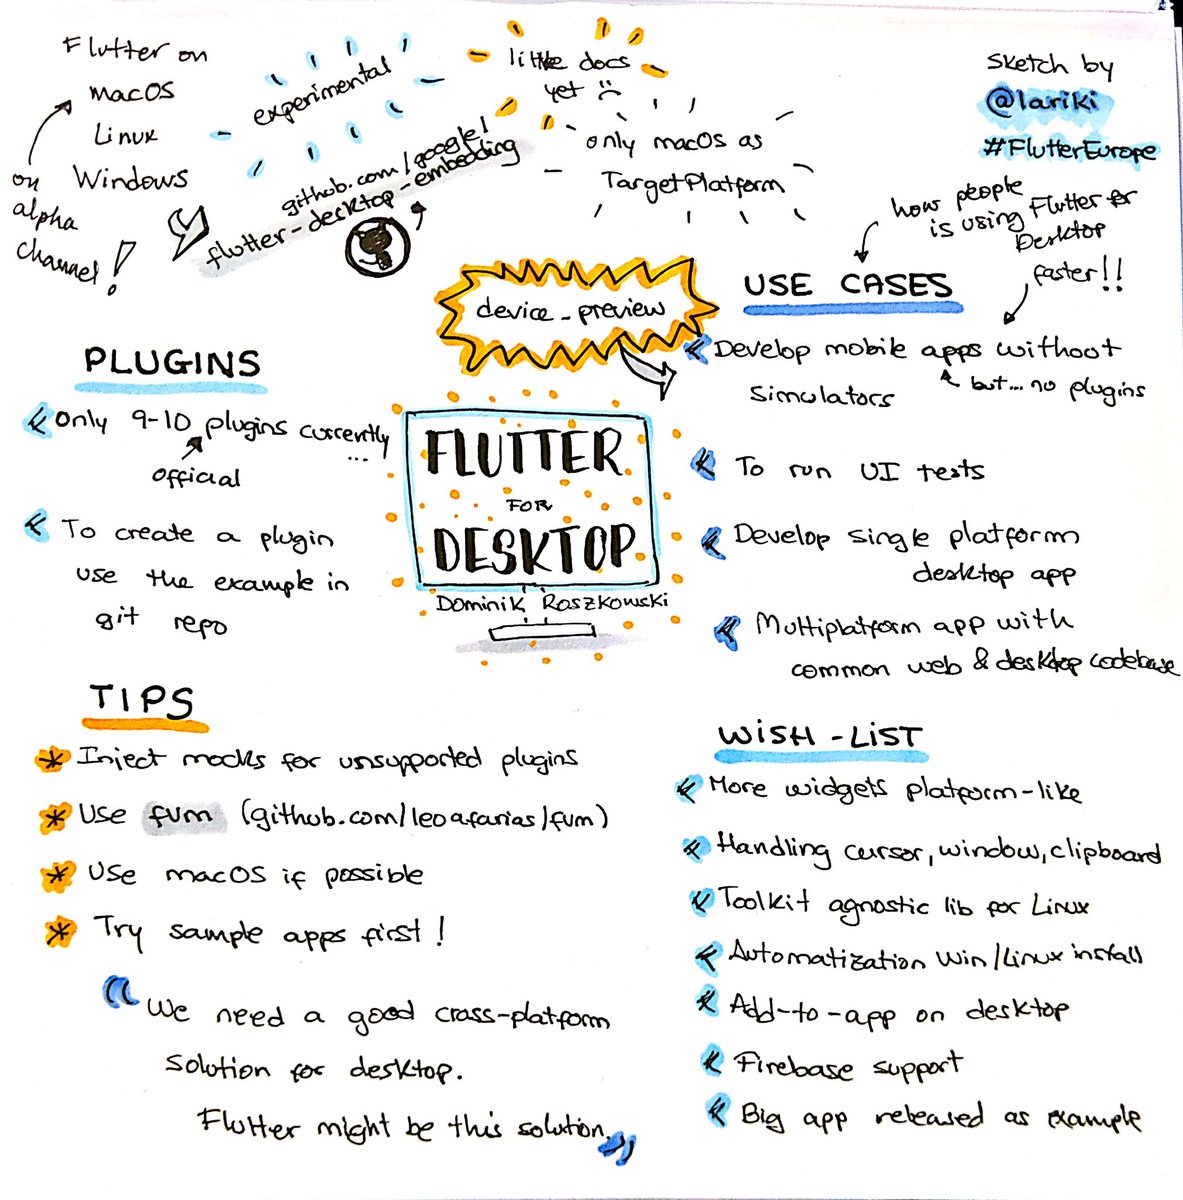 Flutter on
macOS
Linux
Windows
on
alpha
channel!
experimental
little docs
yet
github.com/google/
flutter-desktop-embedding
only macOS as
TargetPlatform
Sketch by
@lariki
#FlutterEurope
how people
is using Flutter for
Desktop
faster!!
device_preview
USE CASES
Develop mobile apps without
simulators
but... no plugins
To run UI tests
Develop single platform
desktop app
Multiplatform app with
common web & desktop codebase
PLUGINS
Only 9-10 plugins currently
...
official
To create a plugin
use the example in
git repo
FLUTTER
FOR
DESKTOP
Dominik Roszkowski
TIPS
Inject mocks for unsupported plugins
Use fvm (github.com/leoafarias/fvm)
Use macOS if possible
Try sample apps first!
“We need a good cross-platform
solution for desktop.
Flutter might be this solution”
WISH-LIST
More widgets platform-like
Handling cursor, window, clipboard
Toolkit agnostic lib for Linux
Automatization Win/Linux install
Add-to-app on desktop
Firebase support
Big app released as example